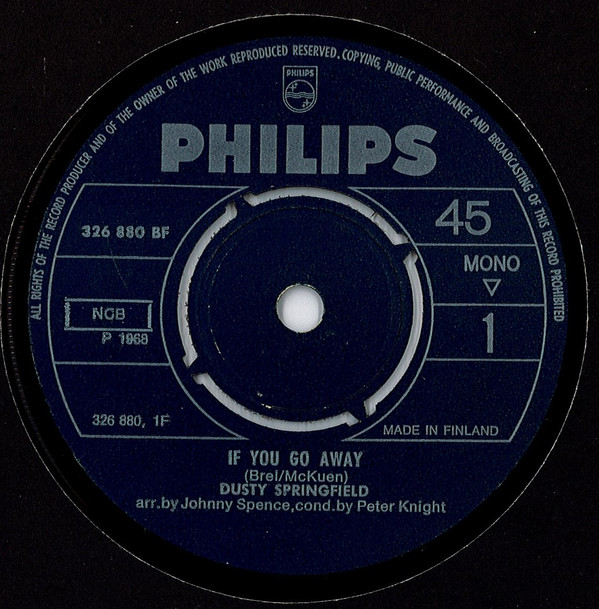 ALL RIGHTS OF THE RECORD PRODUCER AND OF THE OWNER OF THE WORK REPRODUCED RESERVED. COPYING, PUBLIC PERFORMANCE AND BROADCASTING OF THIS RECORD PROHIBITED
PHILIPS
PHILIPS
326 880 BF
45
MONO
NCB
1
P 1968
326 880, 1F
MADE IN FINLAND
IF YOU GO AWAY
(Brel/McKuen)
DUSTY SPRINGFIELD
arr.by Johnny Spence,cond.by Peter Knight